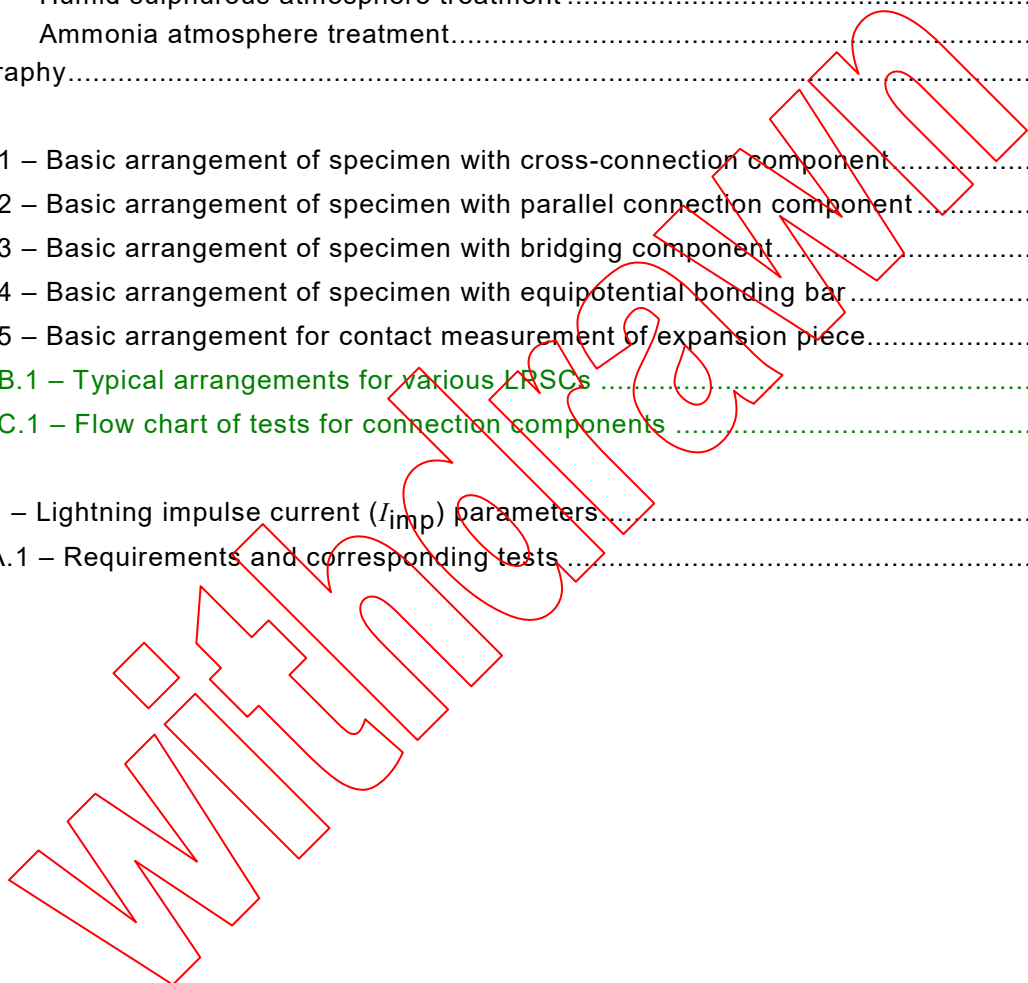 Humid sulphurous atmosphere treatment
Ammonia atmosphere treatment
raphy
1 – Basic arrangement of specimen with cross-connection component
2 – Basic arrangement of specimen with parallel connection component
3 – Basic arrangement of specimen with bridging component
4 – Basic arrangement of specimen with equipotential bonding bar
5 – Basic arrangement for contact measurement of expansion piece
B.1 – Typical arrangements for various LPSCs
C.1 – Flow chart of tests for connection components
– Lightning impulse current (Iimp) parameters
A.1 – Requirements and corresponding tests
withdrawn